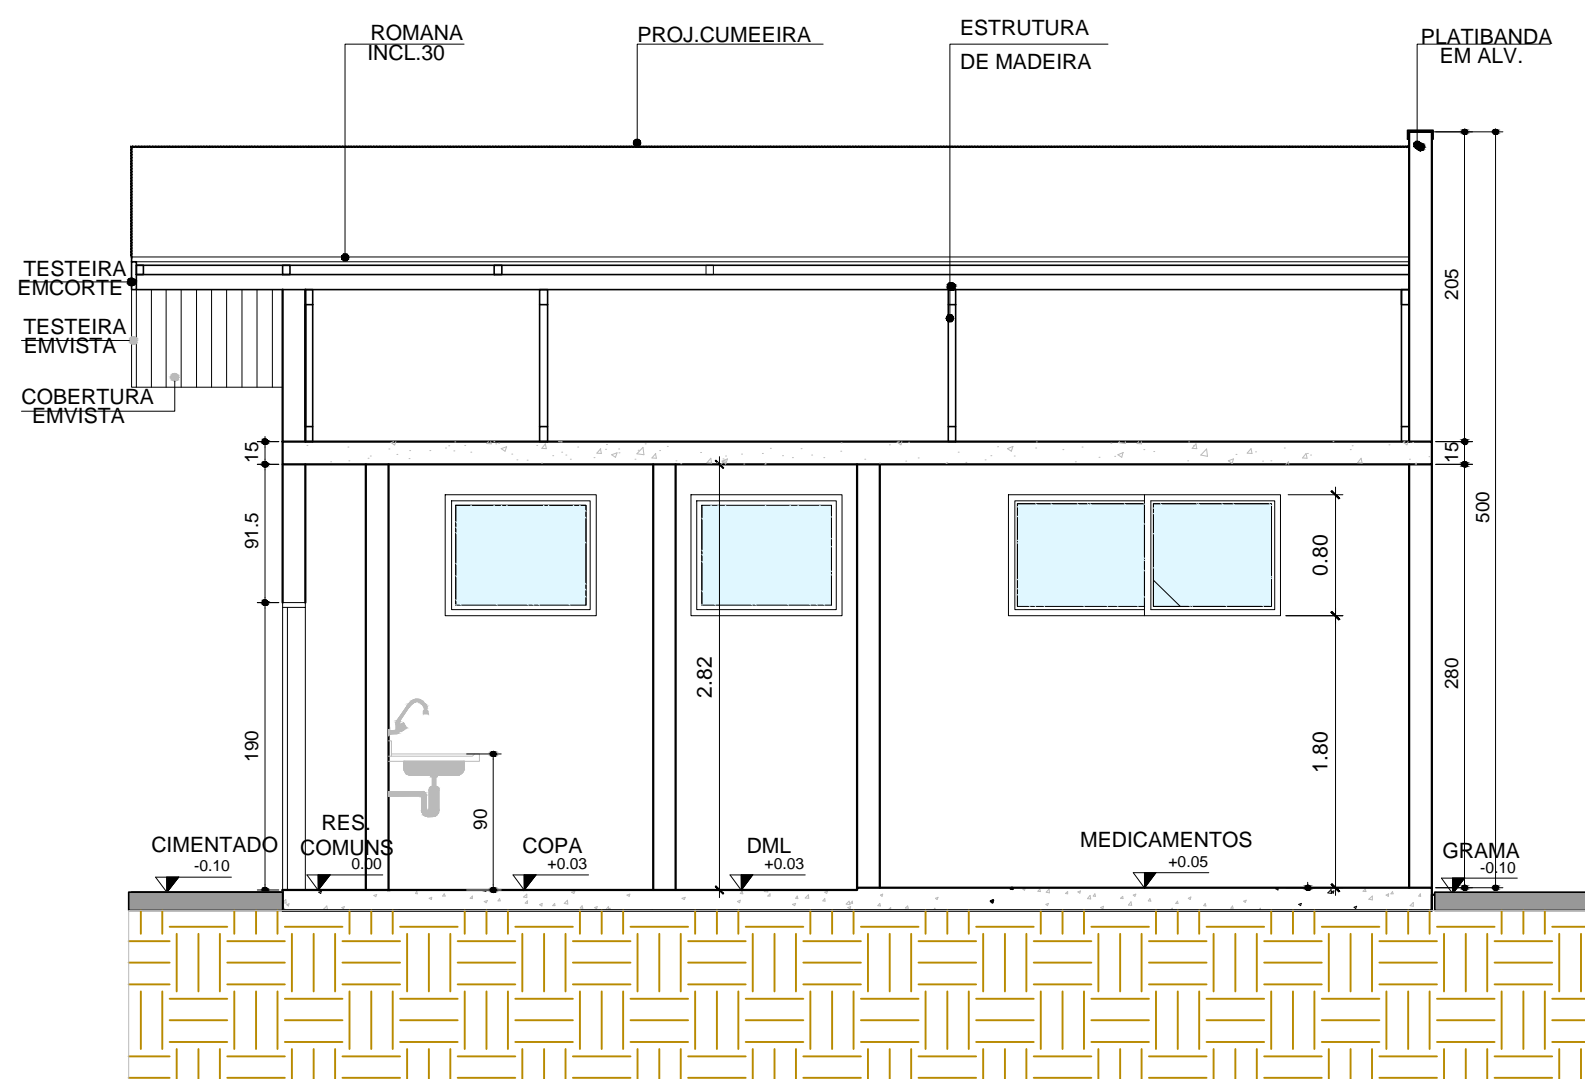 ROMANA
INCL.30
PROJ.CUMEEIRA
ESTRUTURA
DE MADEIRA
PLATIBANDA
EM ALV.
TESTEIRA
EMCORTE
TESTEIRA
EMVISTA
COBERTURA
EMVISTA
205
15
15
500
91.5
0.80
2.82
280
190
1.80
90
CIMENTADO
-0.10
RES.
COMUNS
0.00
COPA
+0.03
DML
+0.03
MEDICAMENTOS
+0.05
GRAMA
-0.10